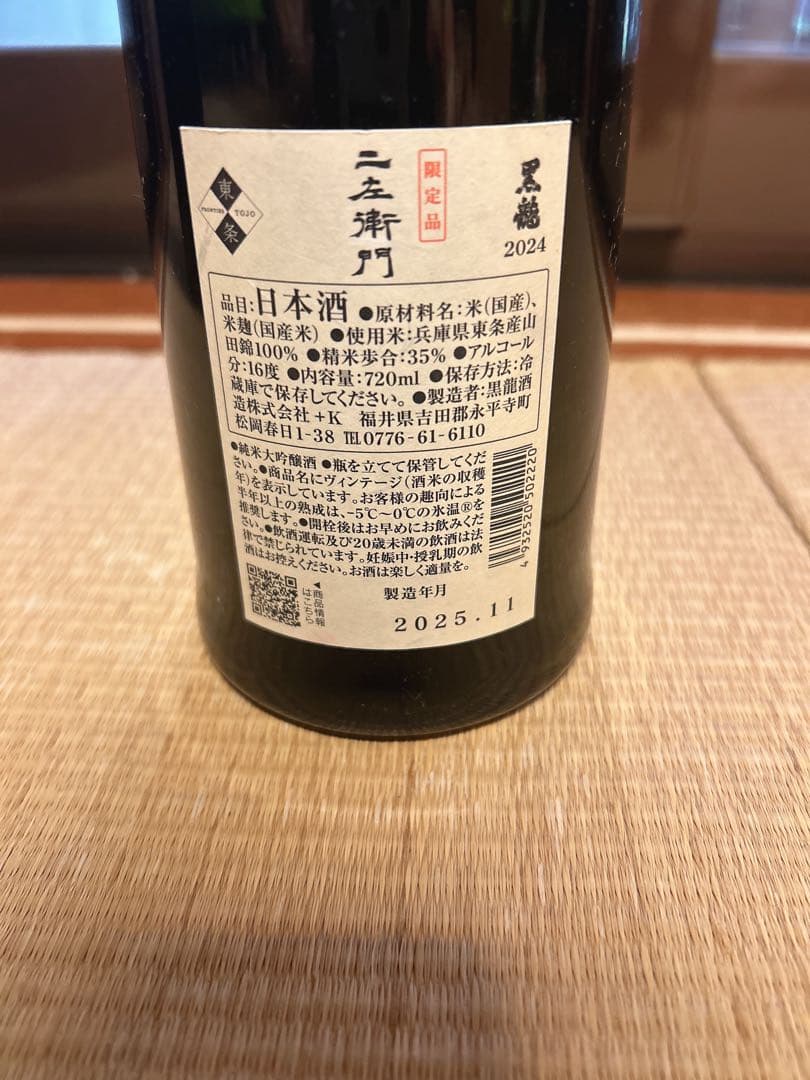 黒龍
2024
限定品
二左衛門
東
FRONTIER TOJO
条
品目:日本酒 ●原材料名:米(国産)、
米麹(国産米) ●使用米:兵庫県東条産山
田錦100% ●精米歩合:35% ●アルコール
分:16度 ●内容量:720ml ●保存方法:冷
蔵庫で保存してください。●製造者:黒龍酒
造株式会社+K 福井県吉田郡永平寺町
松岡春日1-38 TEL0776-61-6110
●純米大吟醸酒 ●瓶を立てて保管してくだ
さい。●商品名にヴィンテージ(酒米の収穫
年)を表示しています。お客様の趣向による
半年以上の熟成は、-5℃〜0℃の氷温®を
推奨します。●開栓後はお早めにお飲みくだ
さい。●飲酒運転及び20歳未満の飲酒は法
律で禁じられています。妊娠中・授乳期の飲
酒はお控えください。お酒は楽しく適量を。
4932520502220
◀商品情報
はこちら
製造年月
2025.11